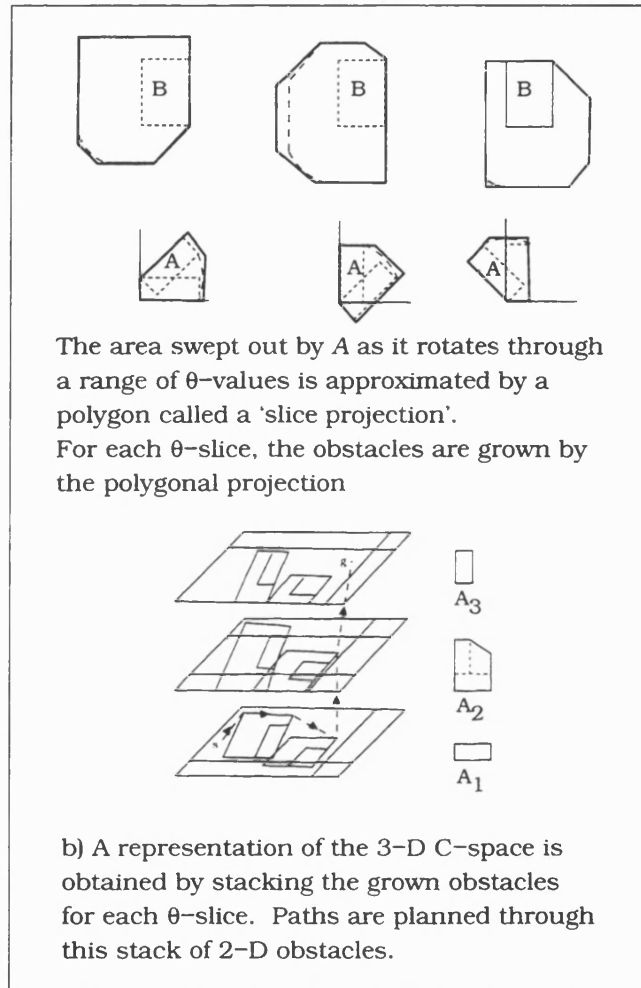 B
B
B
A
A
A
The area swept out by A as it rotates through
a range of θ-values is approximated by a
polygon called a 'slice projection'.
For each θ-slice, the obstacles are grown by
the polygonal projection
g
A3
A2
s
A1
b) A representation of the 3-D C-space is
obtained by stacking the grown obstacles
for each θ-slice. Paths are planned through
this stack of 2-D obstacles.